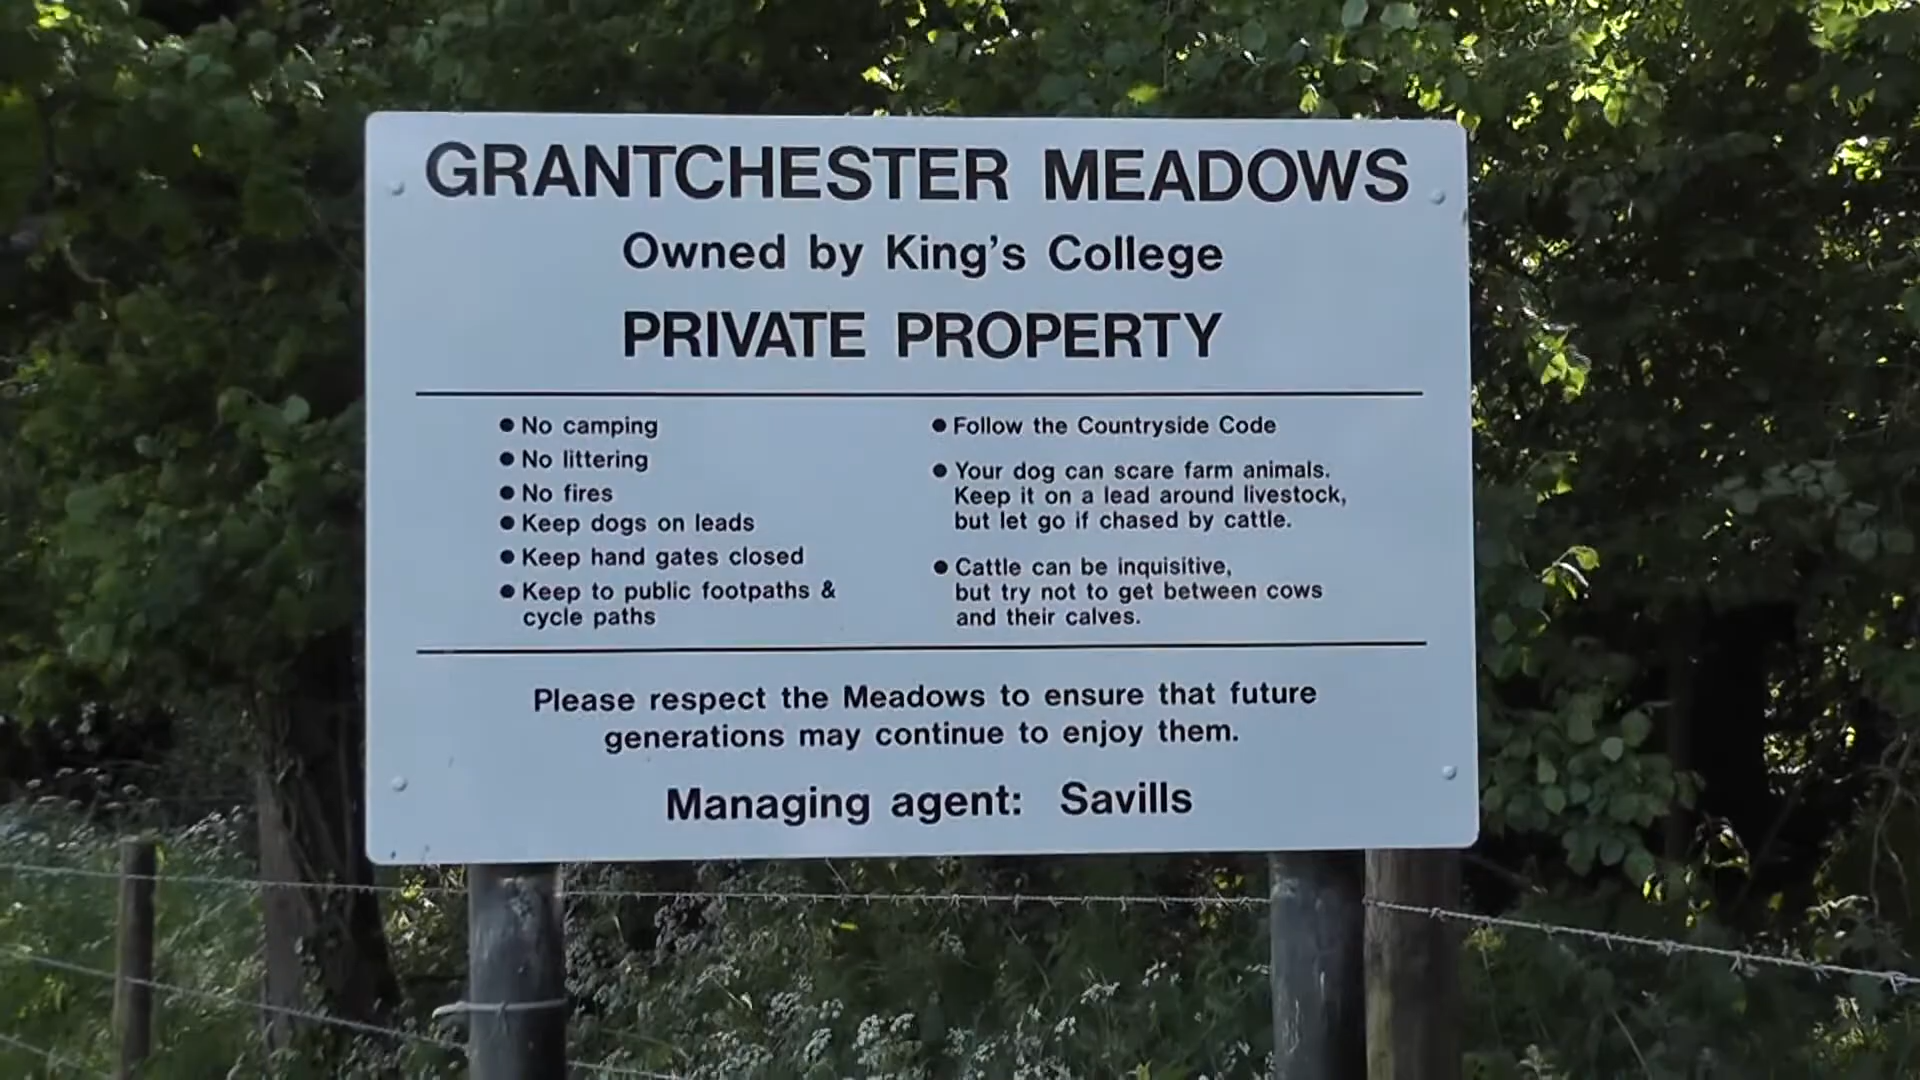 GRANTCHESTER MEADOWS
Owned by King's College
PRIVATE PROPERTY
● No camping
● No littering
● No fires
● Keep dogs on leads
● Keep hand gates closed
● Keep to public footpaths &
cycle paths
● Follow the Countryside Code
● Your dog can scare farm animals.
Keep it on a lead around livestock,
but let go if chased by cattle.
● Cattle can be inquisitive,
but try not to get between cows
and their calves.
Please respect the Meadows to ensure that future
generations may continue to enjoy them.
Managing agent: Savills